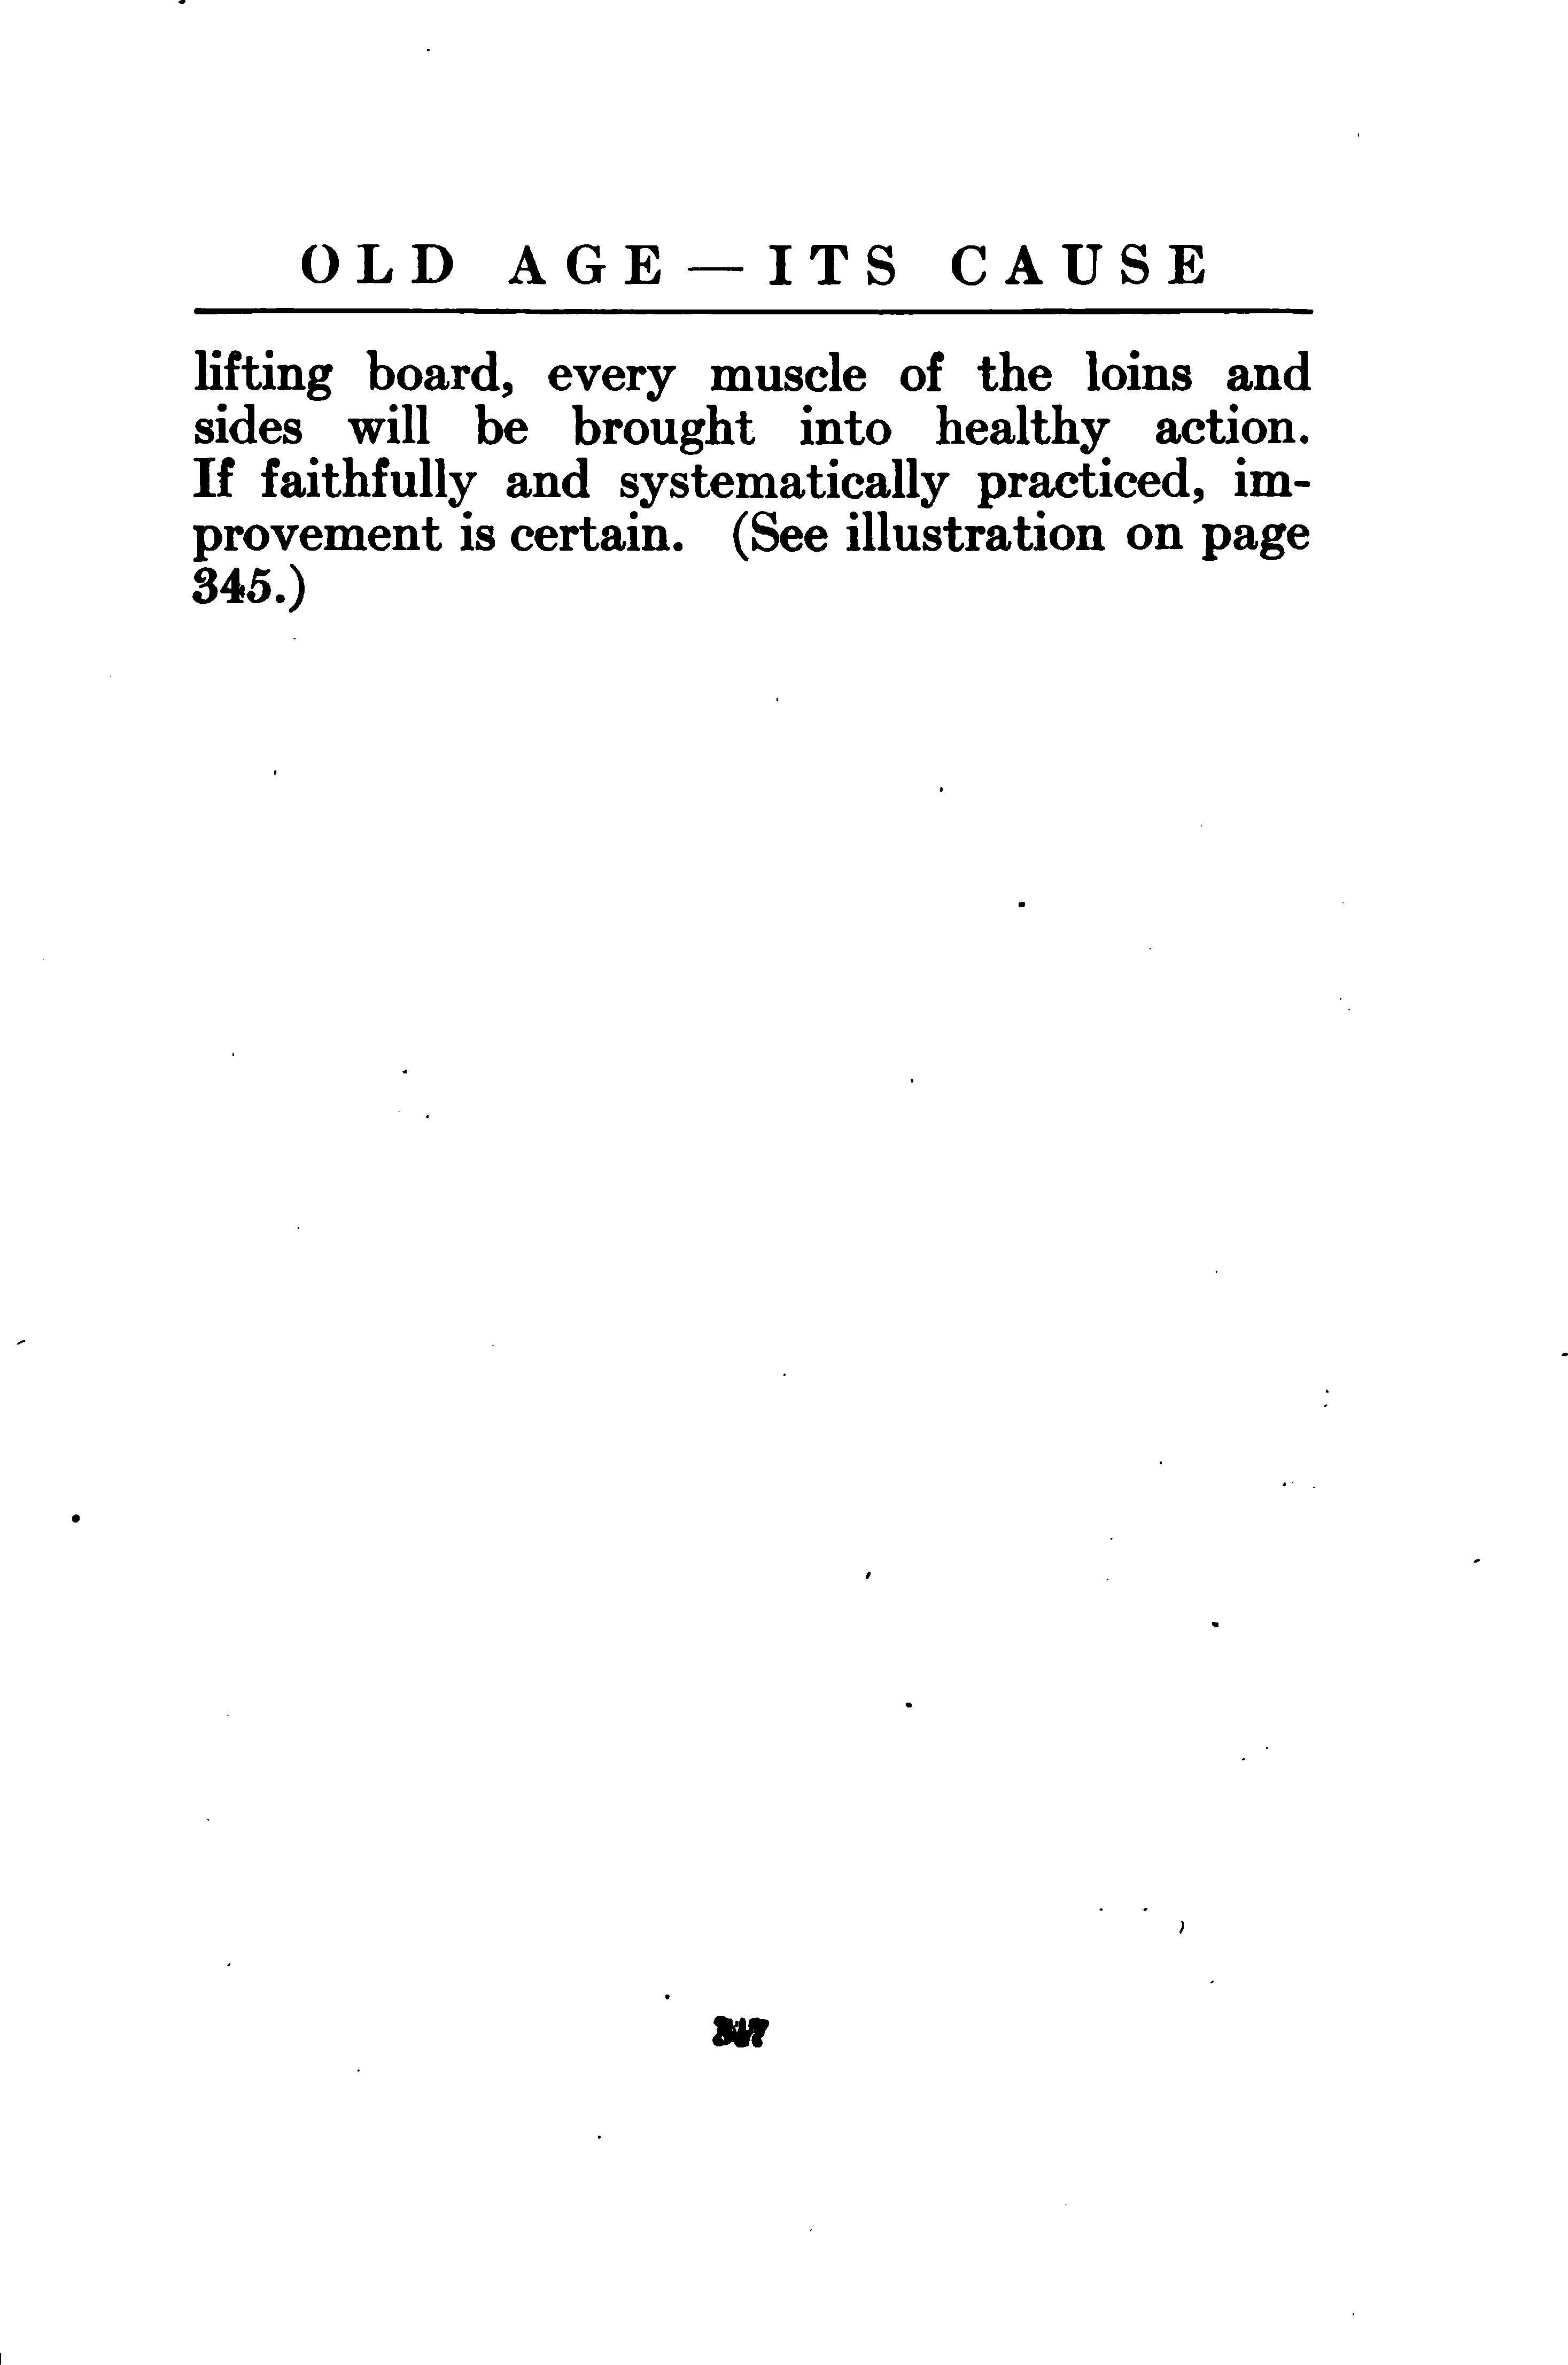 OLD AGE—ITS CAUSE
lifting board, every muscle of the loins and
sides will be brought into healthy action.
If faithfully and systematically practiced, im-
provement is certain. (See illustration on page
345.)